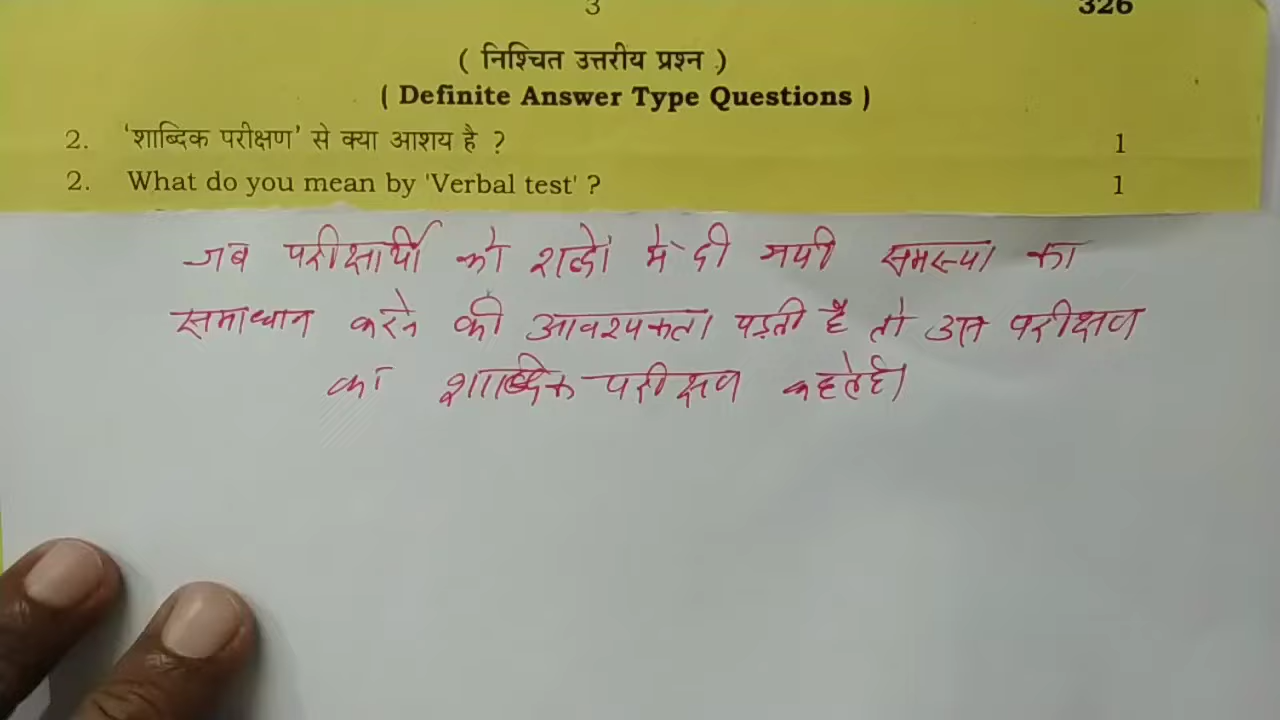 3 326
( निश्चित उत्तरीय प्रश्न )
( Definite Answer Type Questions )
2. 'शाब्दिक परीक्षण' से क्या आशय है ? 1
2. What do you mean by 'Verbal test' ? 1
जब परीक्षार्थी को शब्दों मे दी गयी समस्या का
समाधान करने की आवश्यकता पड़ती है तो उस परीक्षण
को शाब्दिक परीक्षण कहते है।